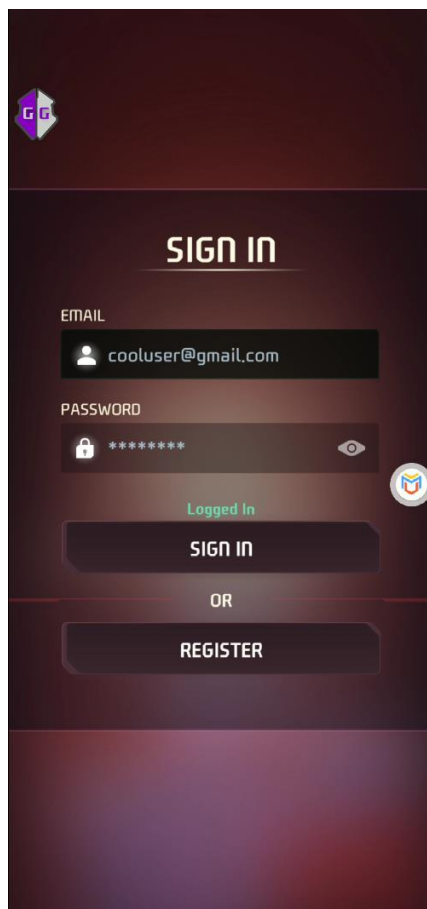 GG
SIGN IN
EMAIL
cooluser@gmail.com
PASSWORD
********
Logged In
SIGN IN
OR
REGISTER